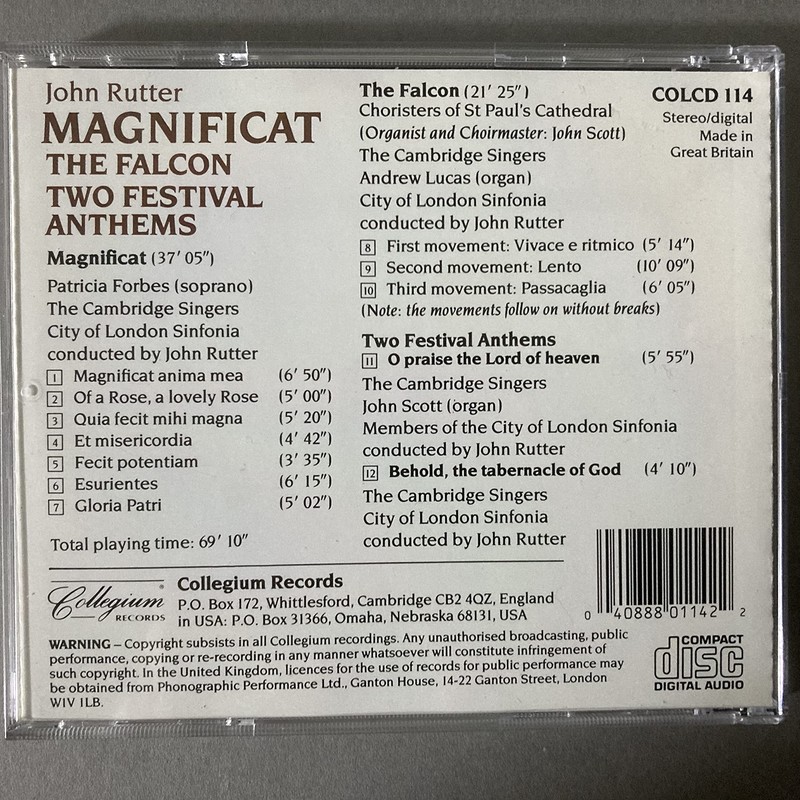 John Rutter
MAGNIFICAT
THE FALCON
TWO FESTIVAL
ANTHEMS
Magnificat (37' 05")
Patricia Forbes (soprano)
The Cambridge Singers
City of London Sinfonia
conducted by John Rutter
1 Magnificat anima mea (6' 50")
2 Of a Rose, a lovely Rose (5' 00")
3 Quia fecit mihi magna (5' 20")
4 Et misericordia (4' 42")
5 Fecit potentiam (3' 35")
6 Esurientes (6' 15")
7 Gloria Patri (5' 02")
Total playing time: 69' 10"
The Falcon (21' 25")
Choristers of St Paul's Cathedral
(Organist and Choirmaster: John Scott)
The Cambridge Singers
Andrew Lucas (organ)
City of London Sinfonia
conducted by John Rutter
8 First movement: Vivace e ritmico (5' 14")
9 Second movement: Lento (10' 09")
10 Third movement: Passacaglia (6' 05")
(Note: the movements follow on without breaks)
Two Festival Anthems
11 O praise the Lord of heaven (5' 55")
The Cambridge Singers
John Scott (organ)
Members of the City of London Sinfonia
conducted by John Rutter
12 Behold, the tabernacle of God (4' 10")
The Cambridge Singers
City of London Sinfonia
conducted by John Rutter
COLCD 114
Stereo/digital
Made in
Great Britain
Collegium
RECORDS
Collegium Records
P.O. Box 172, Whittlesford, Cambridge CB2 4QZ, England
in USA: P.O. Box 31366, Omaha, Nebraska 68131, USA
WARNING – Copyright subsists in all Collegium recordings. Any unauthorised broadcasting, public
performance, copying or re-recording in any manner whatsoever will constitute infringement of
such copyright. In the United Kingdom, licences for the use of records for public performance may
be obtained from Phonographic Performance Ltd., Ganton House, 14-22 Ganton Street, London
W1V 1LB.
0 40888 01142 2
COMPACT
disc
DIGITAL AUDIO